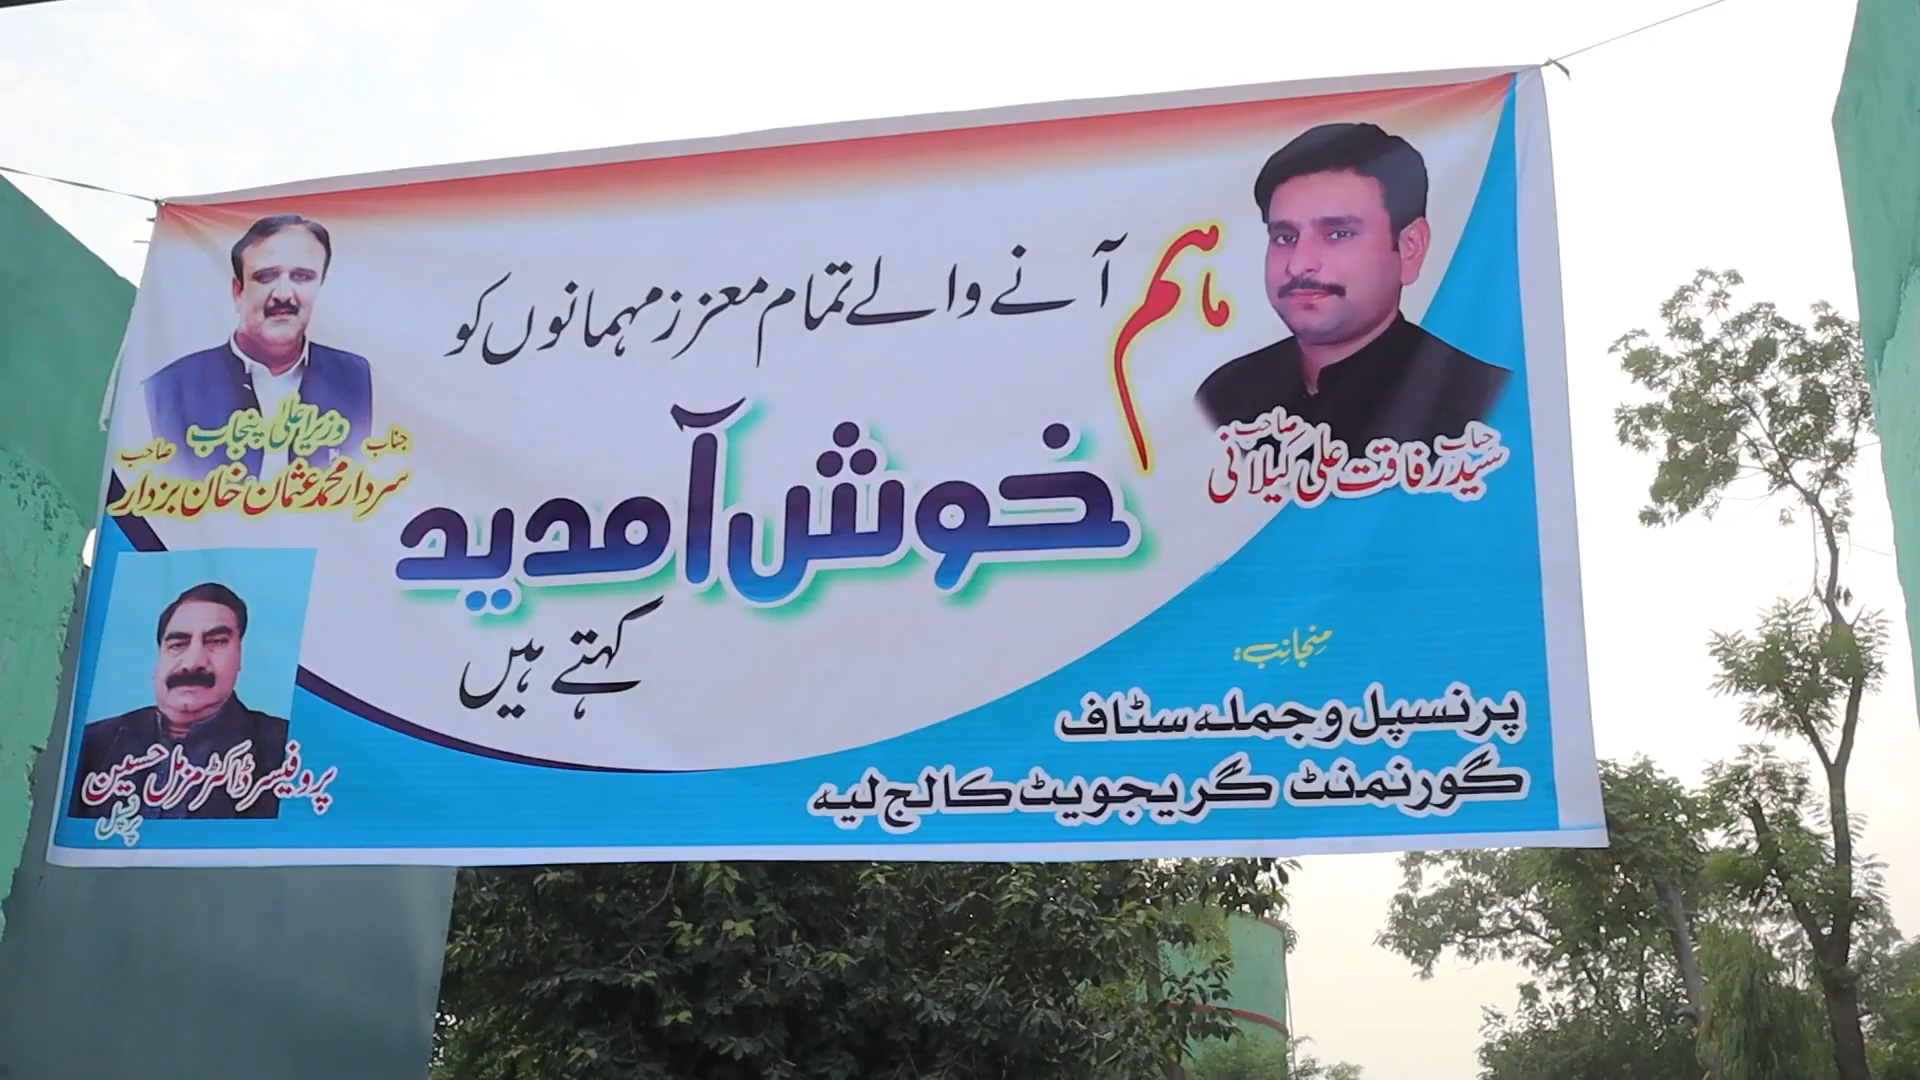 ہم
آنے والے تمام معزز مہمانوں کو
خوش آمدید
کہتے ہیں
جناب
سید رفاقت علی گیلانی
صاحب
وزیراعلیٰ پنجاب
جناب
سردار محمد عثمان خان بزدار
صاحب
پروفیسر ڈاکٹر مزمل حسین
پرنسپل
منجانب:
پرنسپل و جملہ سٹاف
گورنمنٹ گریجویٹ کالج لیہ